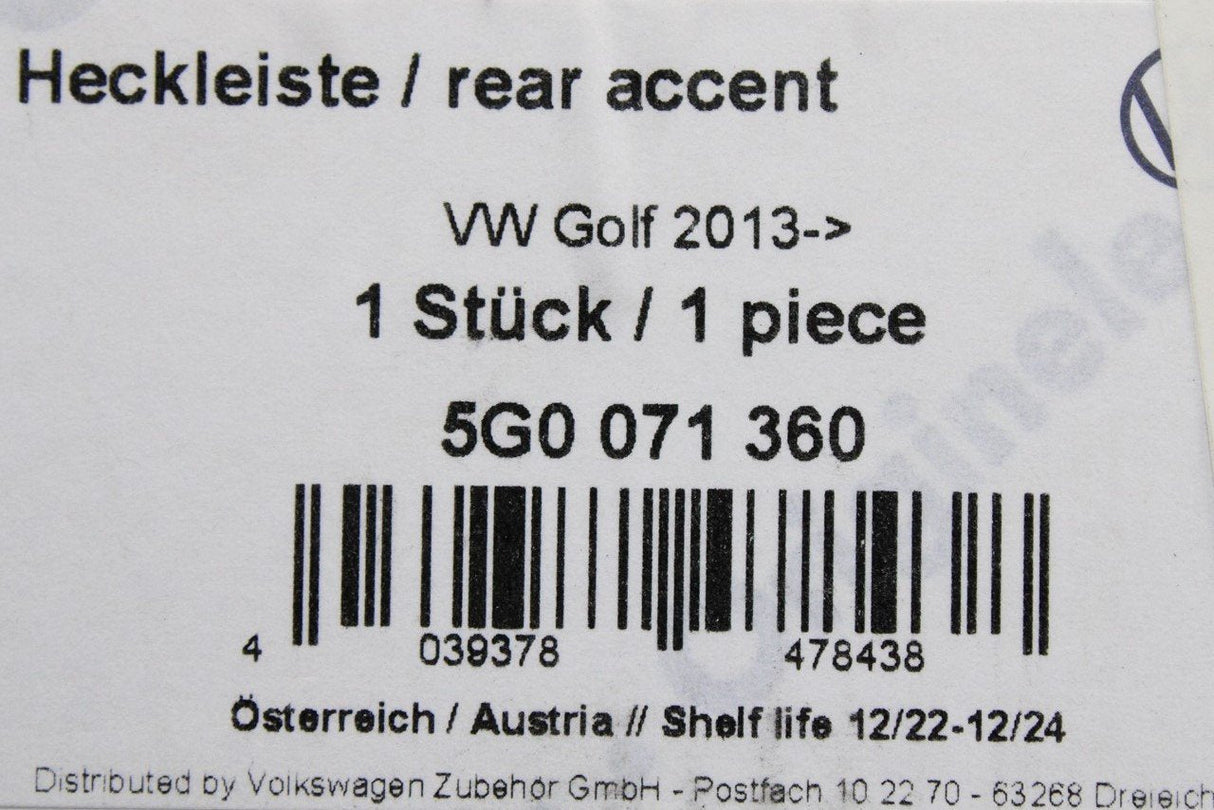 Heckleiste / rear accent
VW Golf 2013->
1 Stück / 1 piece
5G0 071 360
4 039378 478438
Österreich / Austria // Shelf life 12/22-12/24
Distributed by Volkswagen Zubehör GmbH - Postfach 10 22 70 - 63268 Dreieich